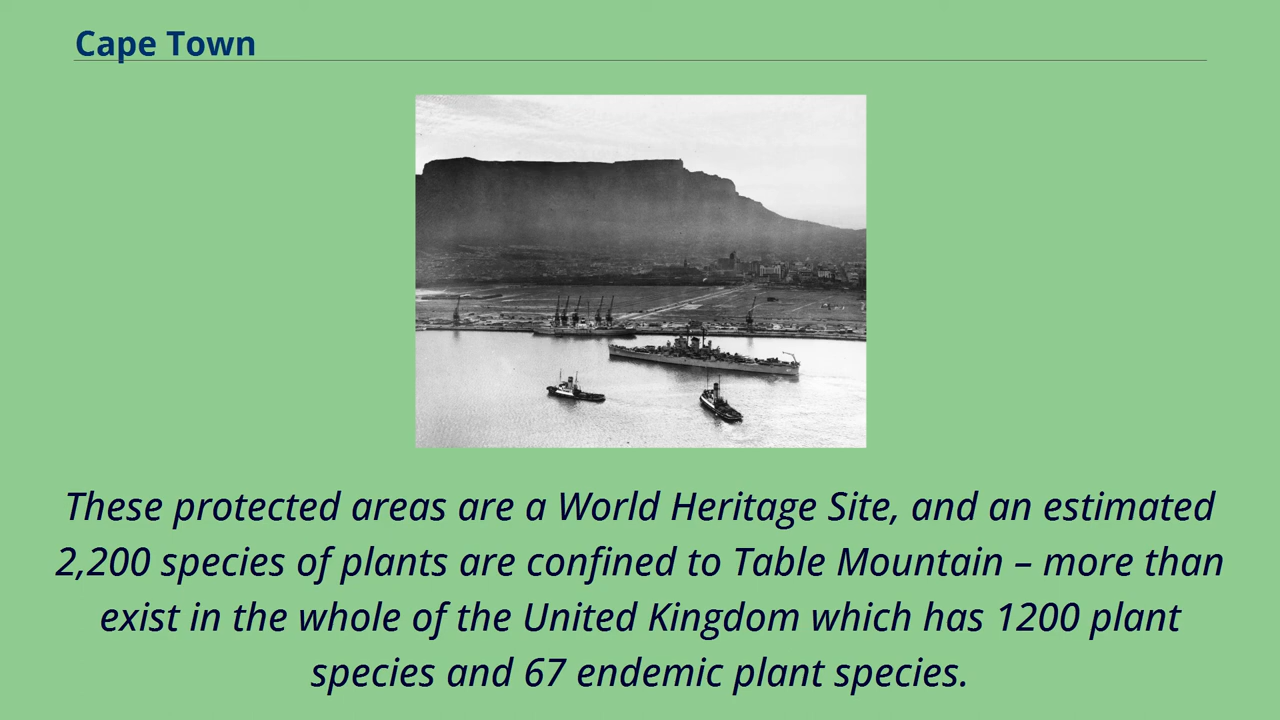 Cape Town
These protected areas are a World Heritage Site, and an estimated
2,200 species of plants are confined to Table Mountain – more than
exist in the whole of the United Kingdom which has 1200 plant
species and 67 endemic plant species.